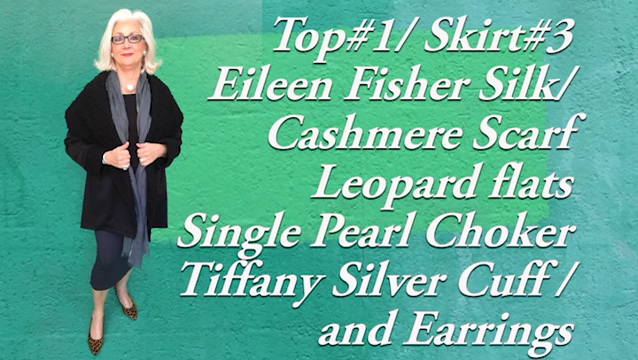 Top#1/ Skirt#3
Eileen Fisher Silk/
Cashmere Scarf
Leopard flats
Single Pearl Choker
Tiffany Silver Cuff /
and Earrings